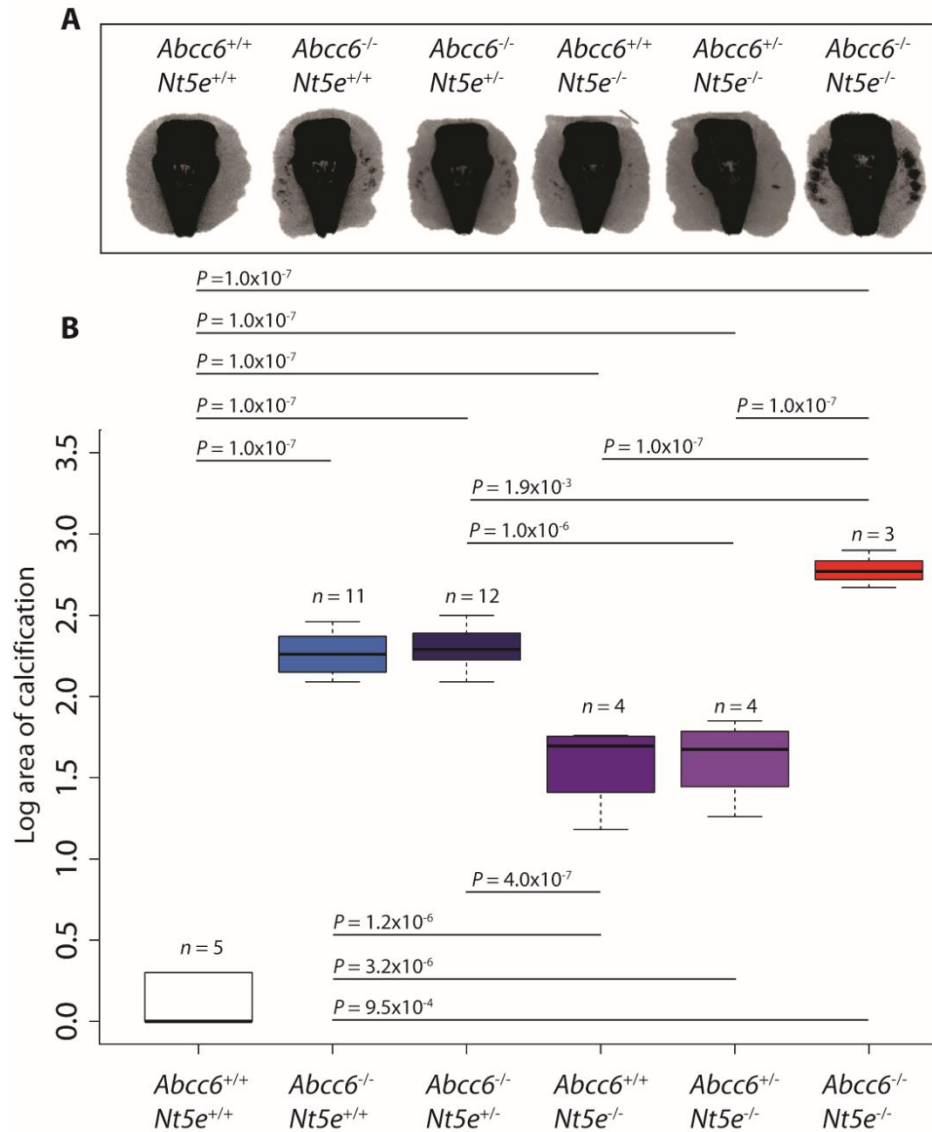 A
Abcc6+/+ Abcc6-/- Abcc6-/- Abcc6+/+ Abcc6+/- Abcc6-/-
Nt5e+/+ Nt5e+/+ Nt5e+/- Nt5e-/- Nt5e-/- Nt5e-/-
P =1.0x10-7
B
P = 1.0x10-7
P = 1.0x10-7
P = 1.0x10-7 P = 1.0x10-7
P = 1.0x10-7 P = 1.0x10-7
P = 1.9x10-3
P = 1.0x10-6
n = 3
n = 11 n = 12
n = 4 n = 4
P = 4.0x10-7
P = 1.2x10-6
n = 5
P = 3.2x10-6
P = 9.5x10-4
Log area of calcification
3.5
3.0
2.5
2.0
1.5
1.0
0.5
0.0
Abcc6+/+ Abcc6-/- Abcc6-/- Abcc6+/+ Abcc6+/- Abcc6-/-
Nt5e+/+ Nt5e+/+ Nt5e+/- Nt5e-/- Nt5e-/- Nt5e-/-